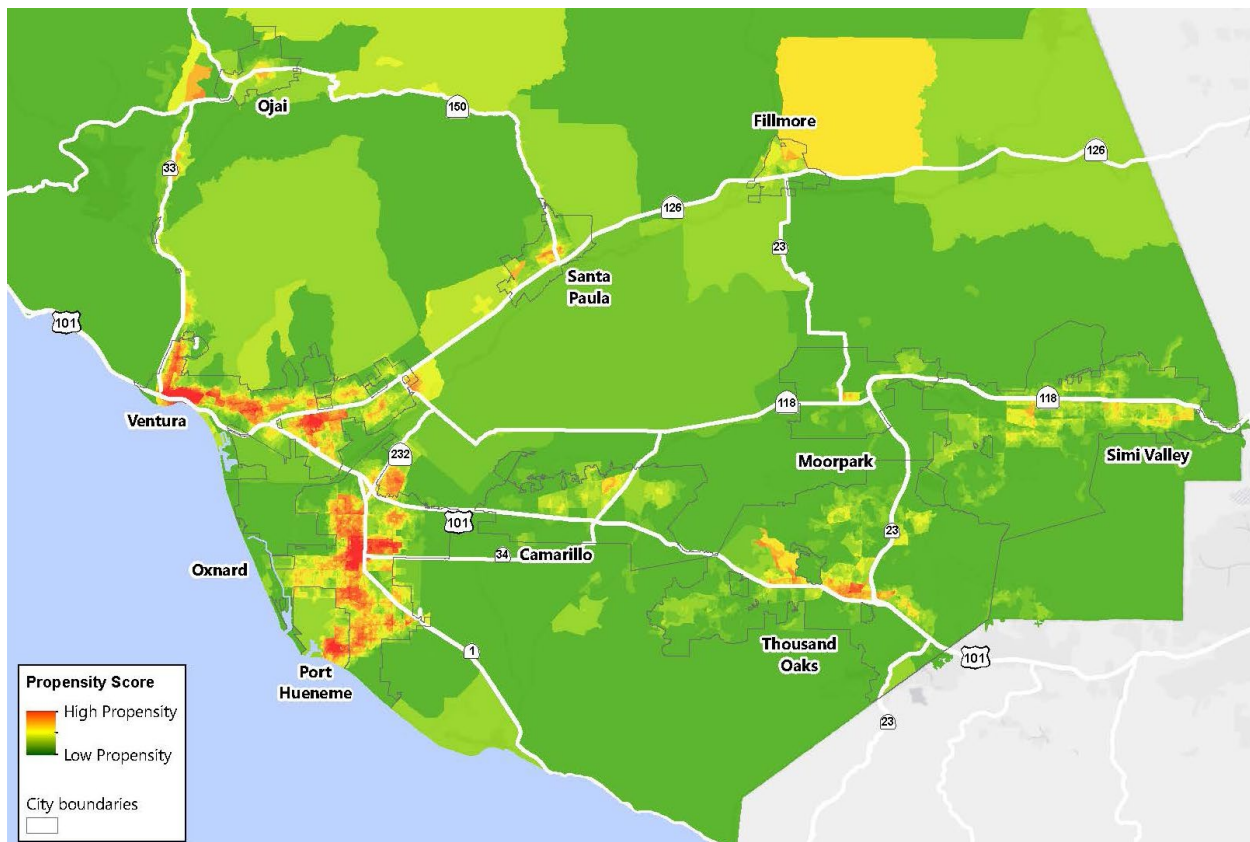 Ojai
150
Fillmore
33
126
126
23
Santa
Paula
101
118
118
Ventura
Moorpark
Simi Valley
232
101
23
Oxnard
34
Camarillo
Thousand
Oaks
1
101
Port
Hueneme
23
Propensity Score
High Propensity
Low Propensity
City boundaries